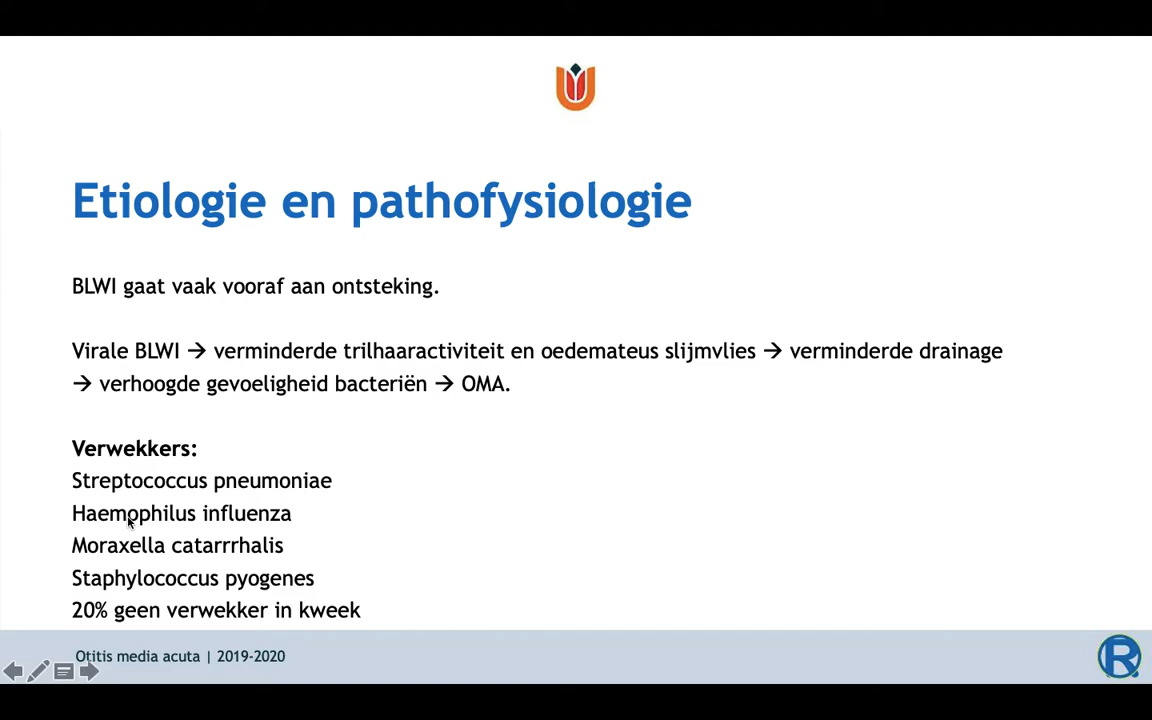 Etiologie en pathofysiologie
BLWI gaat vaak vooraf aan ontsteking.
Virale BLWI → verminderde trilhaaractiviteit en oedemateus slijmvlies → verminderde drainage
→ verhoogde gevoeligheid bacteriën → OMA.
Verwekkers:
Streptococcus pneumoniae
Haemophilus influenza
Moraxella catarrrhalis
Staphylococcus pyogenes
20% geen verwekker in kweek
Otitis media acuta | 2019-2020
R